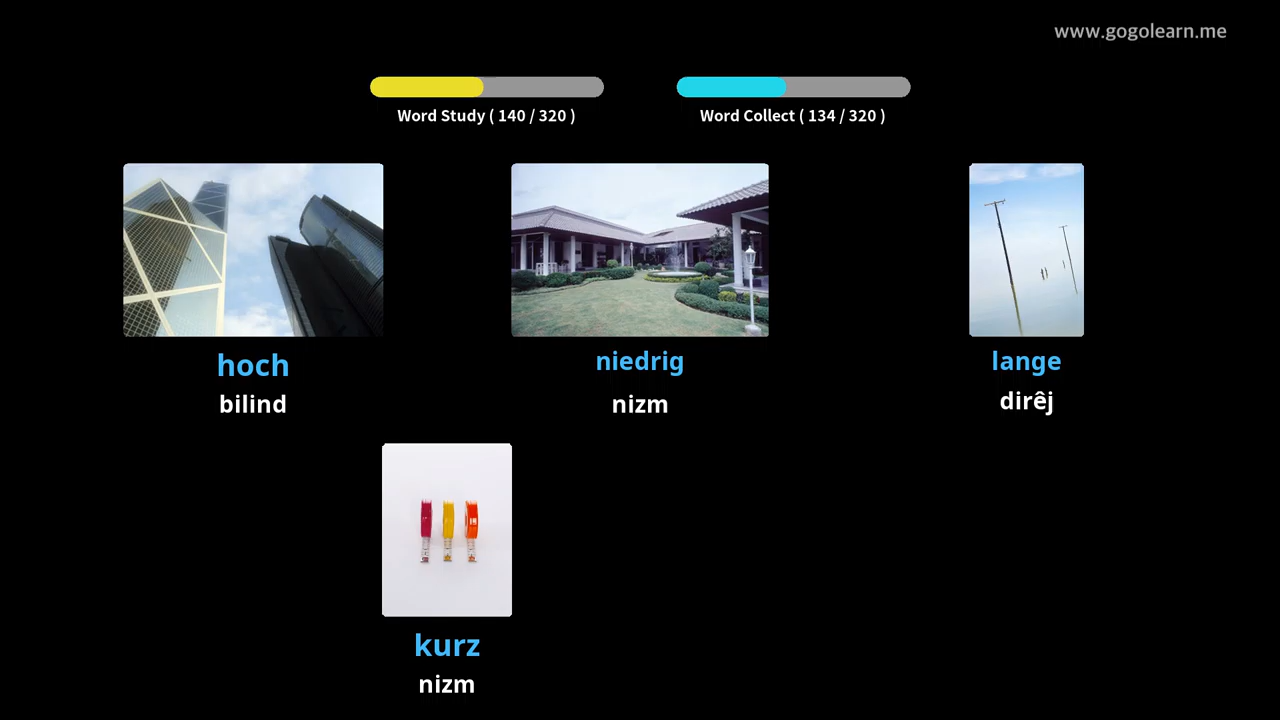 www.gogolearn.me
Word Study ( 140 / 320 )
Word Collect ( 134 / 320 )
hoch
bilind
niedrig
nizm
lange
dirêj
kurz
nizm